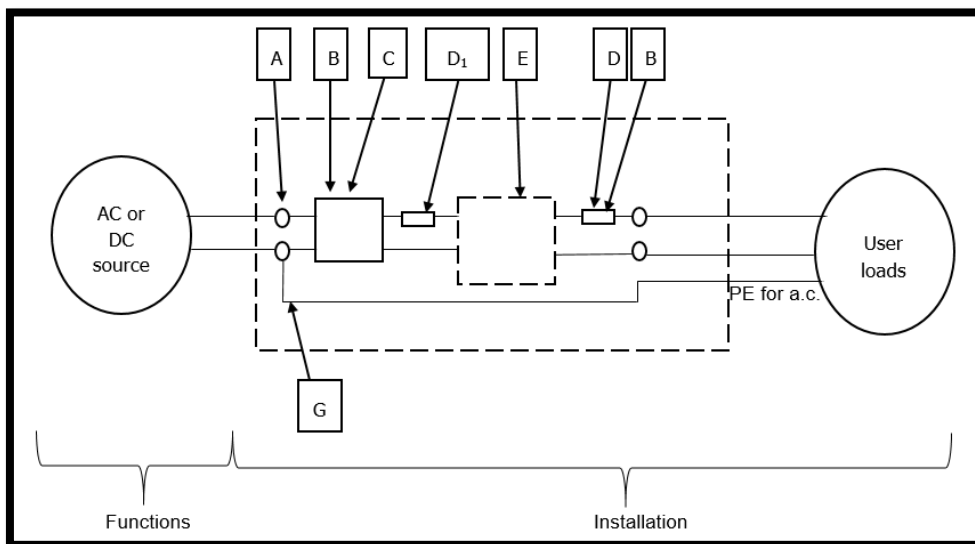 A
B
C
D₁
E
D
B
AC or
DC
source
User
loads
PE for a.c.
G
Functions
Installation